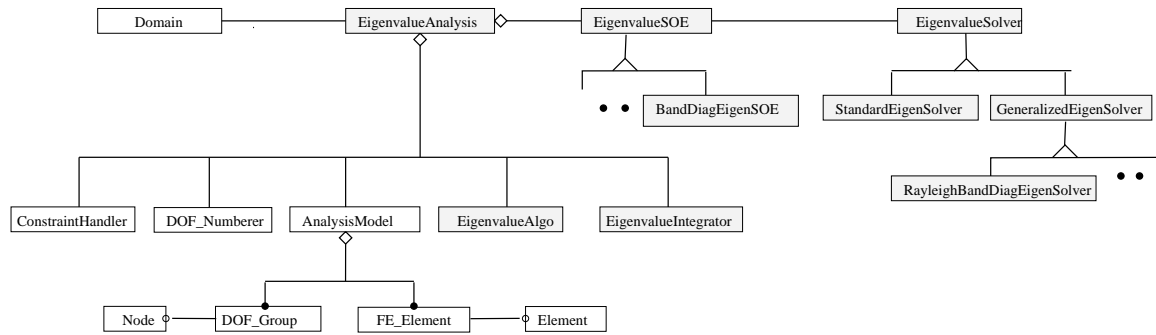 Domain
EigenvalueAnalysis
EigenvalueSOE
EigenvalueSolver
BandDiagEigenSOE
StandardEigenSolver
GeneralizedEigenSolver
RayleighBandDiagEigenSolver
ConstraintHandler
DOF_Numberer
AnalysisModel
EigenvalueAlgo
EigenvalueIntegrator
Node
DOF_Group
FE_Element
Element